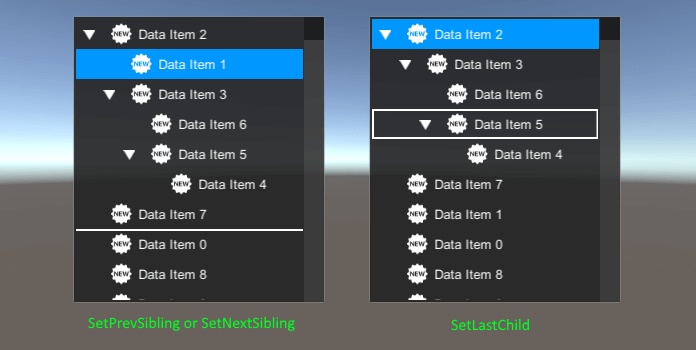 NEW Data Item 2
NEW Data Item 1
NEW Data Item 3
NEW Data Item 6
NEW Data Item 5
NEW Data Item 4
NEW Data Item 7
NEW Data Item 0
NEW Data Item 8
SetPrevSibling or SetNextSibling
NEW Data Item 2
NEW Data Item 3
NEW Data Item 6
NEW Data Item 5
NEW Data Item 4
NEW Data Item 7
NEW Data Item 1
NEW Data Item 0
NEW Data Item 8
SetLastChild